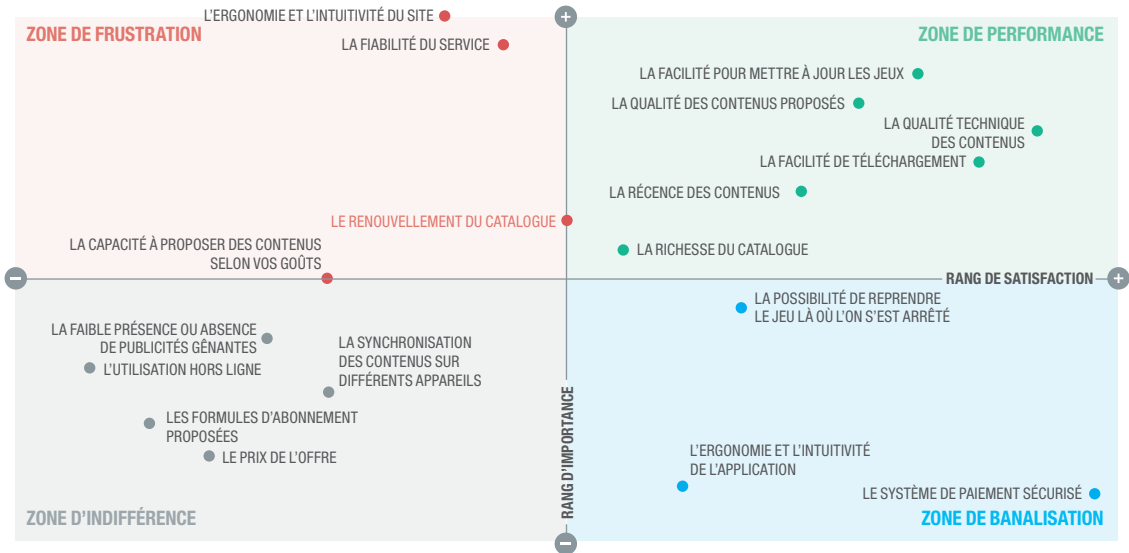 L'ERGONOMIE ET L'INTUITIVITÉ DU SITE
+
ZONE DE FRUSTRATION
ZONE DE PERFORMANCE
LA FIABILITÉ DU SERVICE
LA FACILITÉ POUR METTRE À JOUR LES JEUX
LA QUALITÉ DES CONTENUS PROPOSÉS
LA QUALITÉ TECHNIQUE
DES CONTENUS
LA FACILITÉ DE TÉLÉCHARGEMENT
LA RÉCENCE DES CONTENUS
LE RENOUVELLEMENT DU CATALOGUE
LA CAPACITÉ À PROPOSER DES CONTENUS
SELON VOS GOÛTS
LA RICHESSE DU CATALOGUE
−
RANG DE SATISFACTION
+
LA POSSIBILITÉ DE REPRENDRE
LE JEU LÀ OÙ L'ON S'EST ARRÊTÉ
LA FAIBLE PRÉSENCE OU ABSENCE
DE PUBLICITÉS GÊNANTES
L'UTILISATION HORS LIGNE
LA SYNCHRONISATION
DES CONTENUS SUR
DIFFÉRENTS APPAREILS
LES FORMULES D'ABONNEMENT
PROPOSÉES
LE PRIX DE L'OFFRE
RANG D'IMPORTANCE
L'ERGONOMIE ET L'INTUITIVITÉ
DE L'APPLICATION
LE SYSTÈME DE PAIEMENT SÉCURISÉ
ZONE D'INDIFFÉRENCE
ZONE DE BANALISATION
−